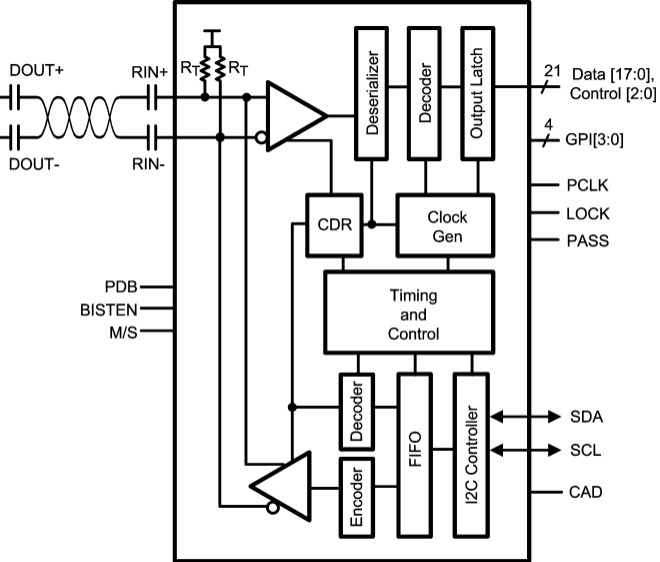 DOUT+
RIN+
RT
RT
DOUT-
RIN-
Deserializer
Decoder
Output Latch
21
Data [17:0],
Control [2:0]
4
GPI[3:0]
PCLK
LOCK
PASS
CDR
Clock
Gen
PDB
BISTEN
M/S
Timing
and
Control
Decoder
FIFO
I2C Controller
Encoder
SDA
SCL
CAD